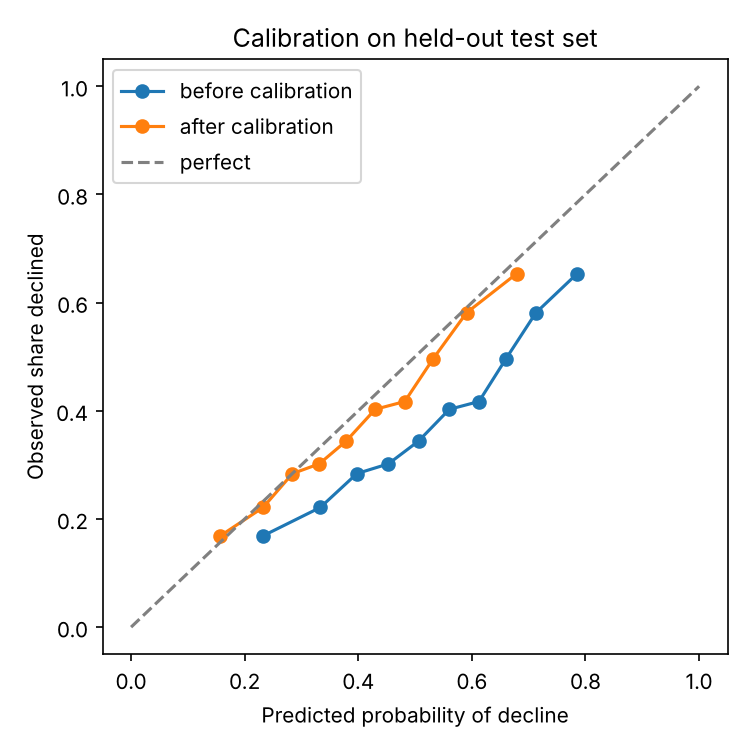 Calibration on held-out test set
before calibration
after calibration
perfect
1.0
0.8
0.6
0.4
0.2
0.0
Observed share declined
0.0 0.2 0.4 0.6 0.8 1.0
Predicted probability of decline